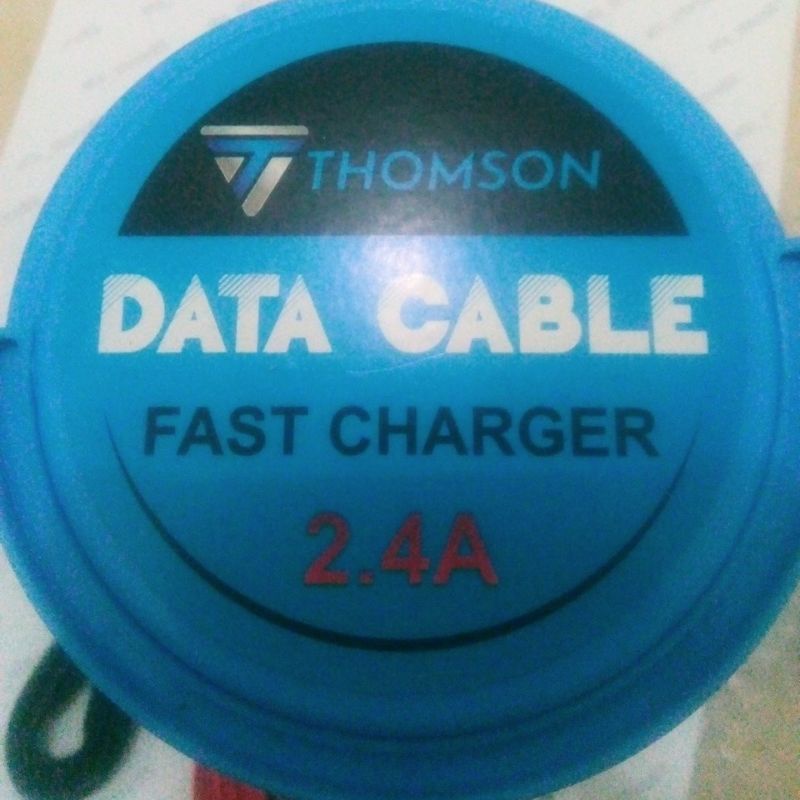 THOMSON
DATA CABLE
FAST CHARGER
2.4A